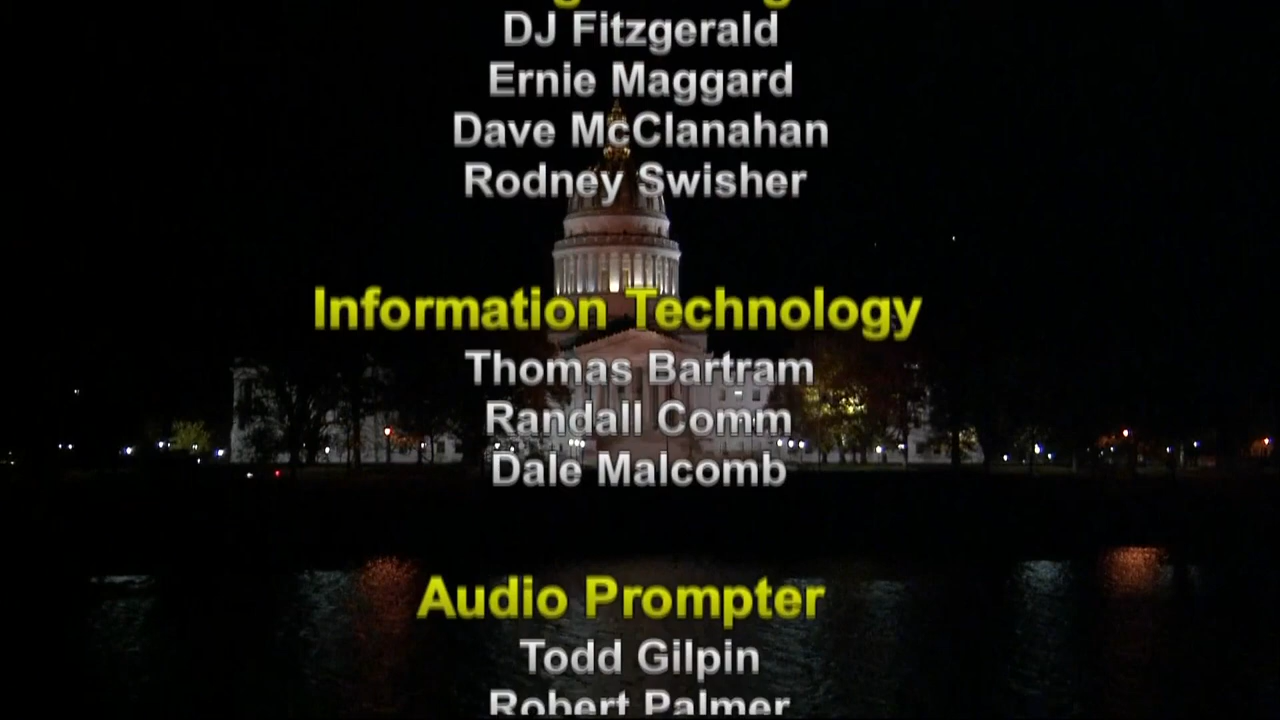 DJ Fitzgerald
Ernie Maggard
Dave McClanahan
Rodney Swisher
Information Technology
Thomas Bartram
Randall Comm
Dale Malcomb
Audio Prompter
Todd Gilpin
Robert Palmer